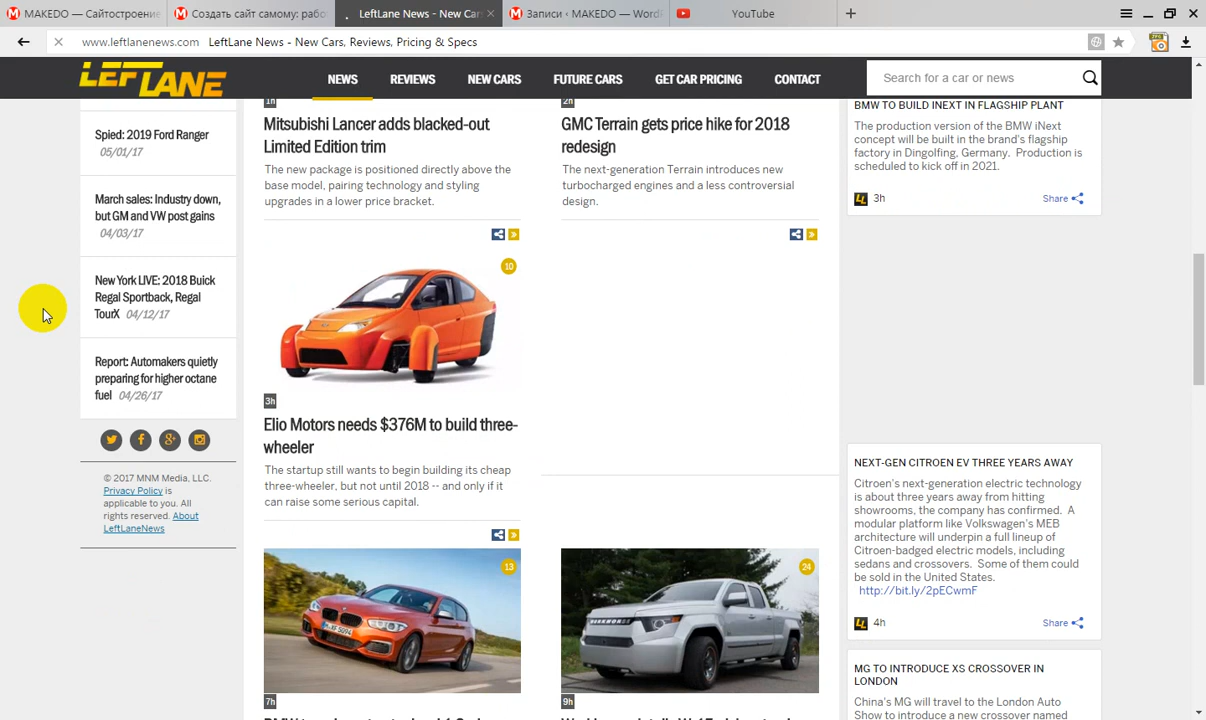 MAKEDO — Сайтостроение
Создать сайт самому: рабо
LeftLane News - New Cars
Записи ‹ MAKEDO — WordP
YouTube
www.leftlanenews.com LeftLane News - New Cars, Reviews, Pricing & Specs
LEFTLANE
NEWS
REVIEWS
NEW CARS
FUTURE CARS
GET CAR PRICING
CONTACT
Search for a car or news
Spied: 2019 Ford Ranger
05/01/17
March sales: Industry down,
but GM and VW post gains
04/03/17
New York LIVE: 2018 Buick
Regal Sportback, Regal
TourX 04/12/17
Report: Automakers quietly
preparing for higher octane
fuel 04/26/17
© 2017 MNM Media, LLC.
Privacy Policy is
applicable to you. All
rights reserved. About
LeftLaneNews
1h
Mitsubishi Lancer adds blacked-out
Limited Edition trim
The new package is positioned directly above the
base model, pairing technology and styling
upgrades in a lower price bracket.
2h
GMC Terrain gets price hike for 2018
redesign
The next-generation Terrain introduces new
turbocharged engines and a less controversial
design.
10
3h
Elio Motors needs $376M to build three-
wheeler
The startup still wants to begin building its cheap
three-wheeler, but not until 2018 -- and only if it
can raise some serious capital.
13
7h
24
WORKHORSE
9h
BMW TO BUILD INEXT IN FLAGSHIP PLANT
The production version of the BMW iNext
concept will be built in the brand's flagship
factory in Dingolfing, Germany. Production is
scheduled to kick off in 2021.
3h
Share
NEXT-GEN CITROEN EV THREE YEARS AWAY
Citroen's next-generation electric technology
is about three years away from hitting
showrooms, the company has confirmed. A
modular platform like Volkswagen's MEB
architecture will underpin a full lineup of
Citroen-badged electric models, including
sedans and crossovers. Some of them could
be sold in the United States.
http://bit.ly/2pECwmF
4h
Share
MG TO INTRODUCE XS CROSSOVER IN
LONDON
China's MG will travel to the London Auto
Show to introduce a new crossover named